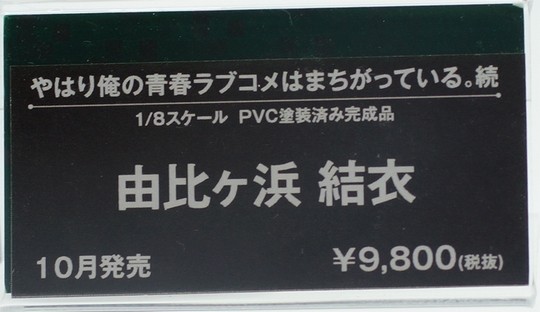 やはり俺の青春ラブコメはまちがっている。続
1/8スケール PVC塗装済み完成品
由比ヶ浜 結衣
10月発売 ¥9,800(税抜)